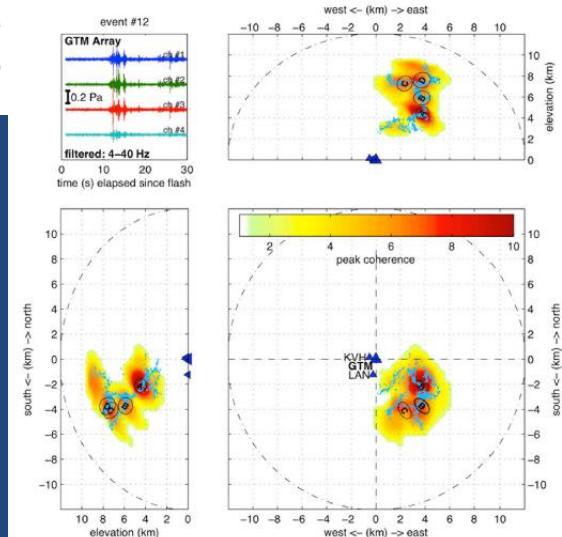 event #12
GTM Array
ch #1
ch #2
0.2 Pa
ch #3
ch #4
filtered: 4–40 Hz
0 10 20 30
time (s) elapsed since flash
west <- (km) -> east
−10 −8 −6 −4 −2 0 2 4 6 8 10
12
10
8
6
4
2
0
elevation (km)
C
B
10
8
6
4
2
0
−2
−4
−6
−8
−10
south <- (km) -> north
B
10 8 6 4 2 0
elevation (km)
2 4 6 8 10
peak coherence
KVH
GTM
LAN
C
B
10
8
6
4
2
0
−2
−4
−6
−8
−10
south <- (km) -> north
−10 −8 −6 −4 −2 0 2 4 6 8 10
west <- (km) -> east